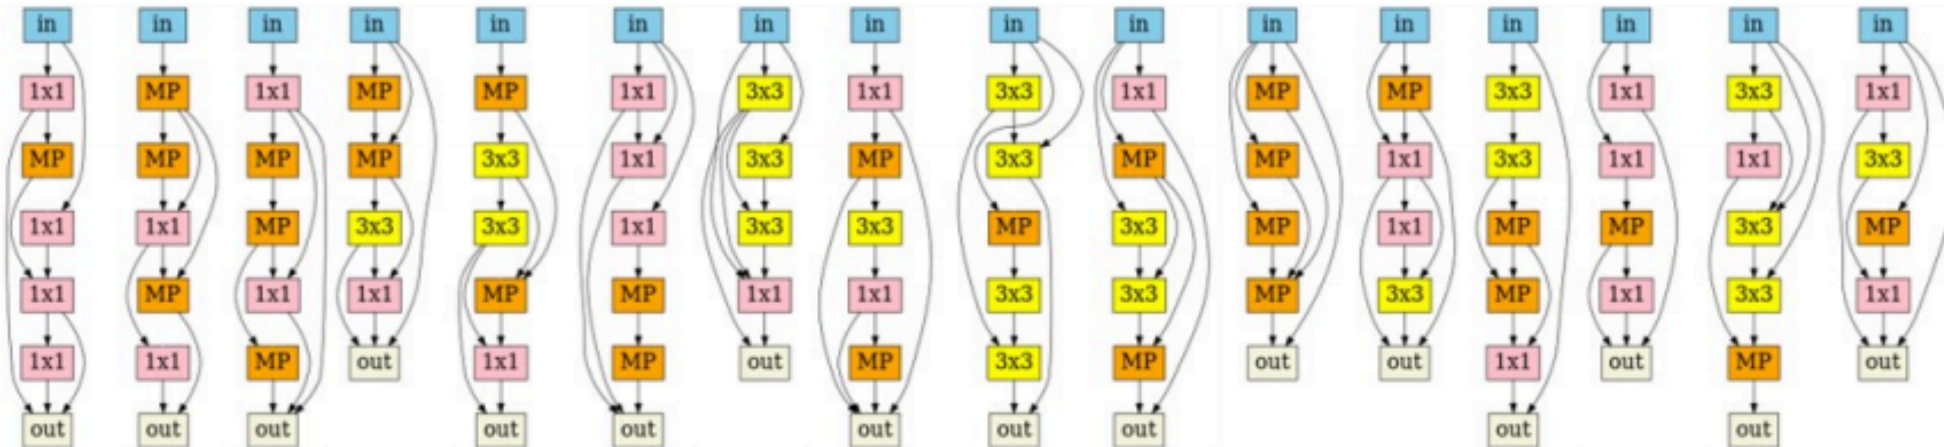 in in in in in in in in in in in in in in in in
1x1 MP 1x1 MP MP 1x1 3x3 1x1 3x3 1x1 MP MP 3x3 1x1 3x3 1x1
MP MP MP MP 3x3 1x1 3x3 MP 3x3 MP MP 1x1 3x3 1x1 1x1 3x3
1x1 1x1 MP 3x3 3x3 1x1 3x3 3x3 MP 3x3 MP 1x1 MP MP 3x3 MP
1x1 MP 1x1 1x1 MP MP 1x1 1x1 3x3 3x3 MP 3x3 MP 1x1 3x3 1x1
1x1 1x1 MP out 1x1 MP out MP 3x3 MP out out 1x1 out MP out
out out out out out out out out out out